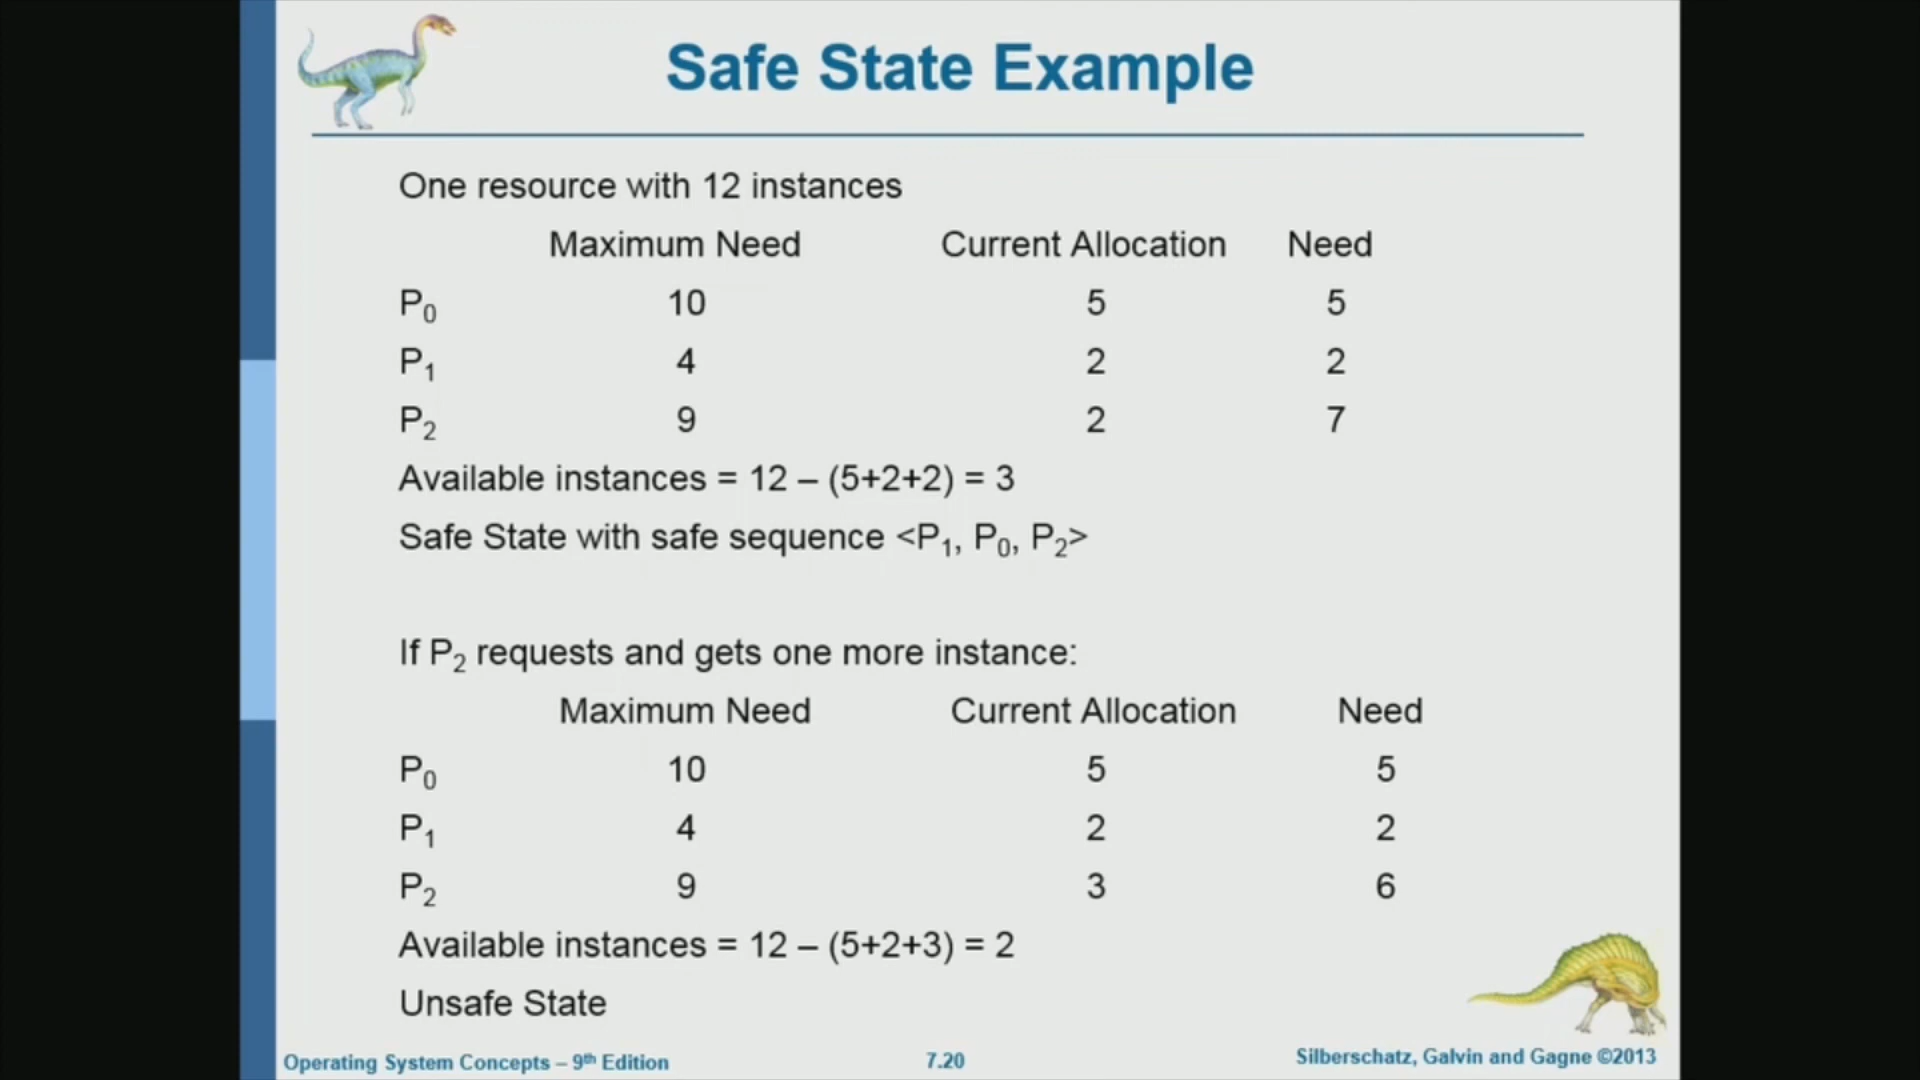 Safe State Example
One resource with 12 instances
Maximum Need Current Allocation Need
P0 10 5 5
P1 4 2 2
P2 9 2 7
Available instances = 12 – (5+2+2) = 3
Safe State with safe sequence <P1, P0, P2>
If P2 requests and gets one more instance:
Maximum Need Current Allocation Need
P0 10 5 5
P1 4 2 2
P2 9 3 6
Available instances = 12 – (5+2+3) = 2
Unsafe State
Operating System Concepts – 9th Edition 7.20 Silberschatz, Galvin and Gagne ©2013